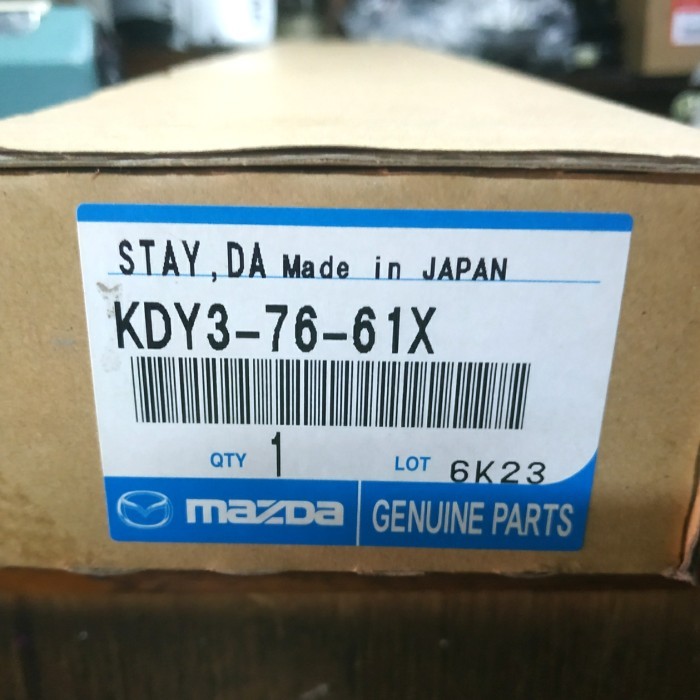 STAY,DA Made in JAPAN
KDY3-76-61X
QTY 1 LOT 6K23
mazda GENUINE PARTS